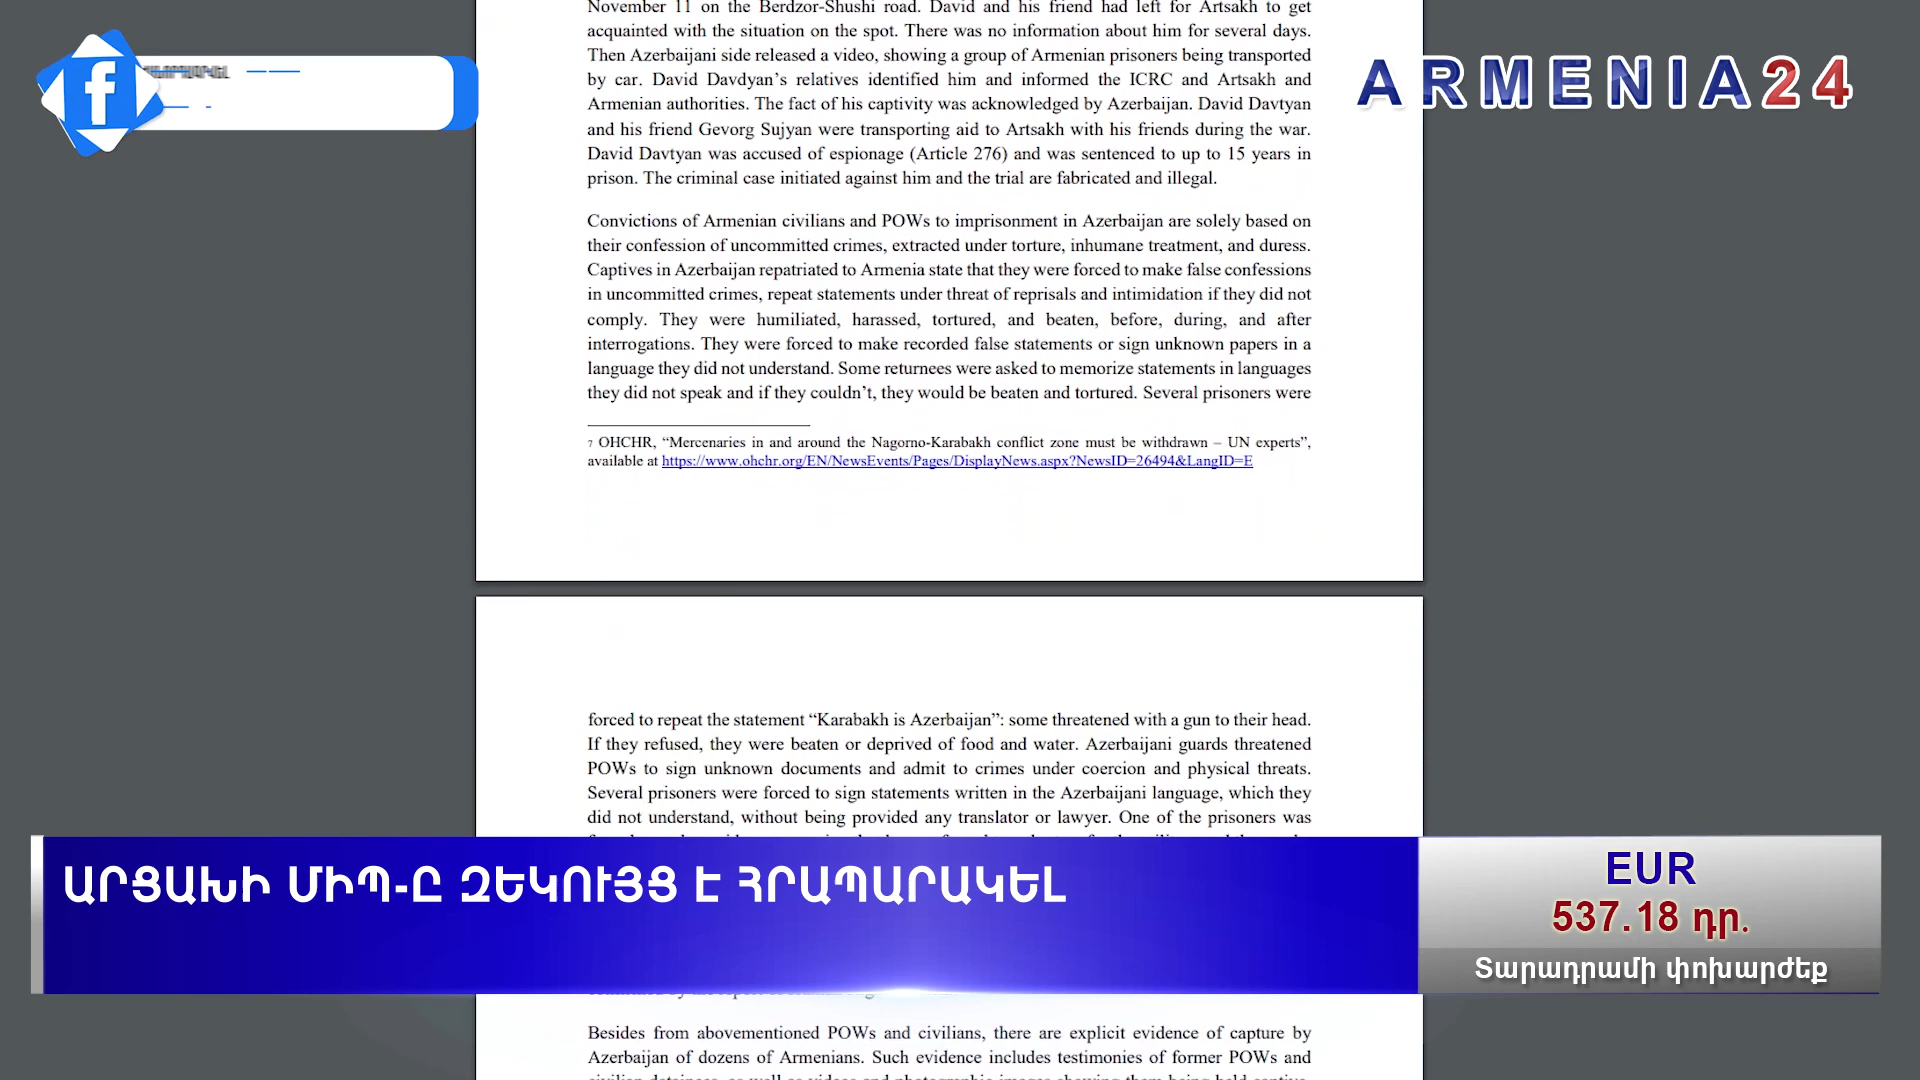 November 11 on the Berdzor-Shushi road. David and his friend had left for Artsakh to get
acquainted with the situation on the spot. There was no information about him for several days.
Then Azerbaijani side released a video, showing a group of Armenian prisoners being transported
by car. David Davdyan’s relatives identified him and informed the ICRC and Artsakh and
Armenian authorities. The fact of his captivity was acknowledged by Azerbaijan. David Davtyan
and his friend Gevorg Sujyan were transporting aid to Artsakh with his friends during the war.
David Davtyan was accused of espionage (Article 276) and was sentenced to up to 15 years in
prison. The criminal case initiated against him and the trial are fabricated and illegal.
Convictions of Armenian civilians and POWs to imprisonment in Azerbaijan are solely based on
their confession of uncommitted crimes, extracted under torture, inhumane treatment, and duress.
Captives in Azerbaijan repatriated to Armenia state that they were forced to make false confessions
in uncommitted crimes, repeat statements under threat of reprisals and intimidation if they did not
comply. They were humiliated, harassed, tortured, and beaten, before, during, and after
interrogations. They were forced to make recorded false statements or sign unknown papers in a
language they did not understand. Some returnees were asked to memorize statements in languages
they did not speak and if they couldn’t, they would be beaten and tortured. Several prisoners were
7 OHCHR, “Mercenaries in and around the Nagorno-Karabakh conflict zone must be withdrawn – UN experts”,
available at https://www.ohchr.org/EN/NewsEvents/Pages/DisplayNews.aspx?NewsID=26494&LangID=E
ARMENIA24
forced to repeat the statement “Karabakh is Azerbaijan”: some threatened with a gun to their head.
If they refused, they were beaten or deprived of food and water. Azerbaijani guards threatened
POWs to sign unknown documents and admit to crimes under coercion and physical threats.
Several prisoners were forced to sign statements written in the Azerbaijani language, which they
did not understand, without being provided any translator or lawyer. One of the prisoners was
ԱՐՑԱԽԻ ՄԻՊ-Ը ԶԵԿՈՒՅՑ Է ՀՐԱՊԱՐԱԿԵԼ
EUR
537.18 դր.
Տարադրամի փոխարժեք
Besides from abovementioned POWs and civilians, there are explicit evidence of capture by
Azerbaijan of dozens of Armenians. Such evidence includes testimonies of former POWs and